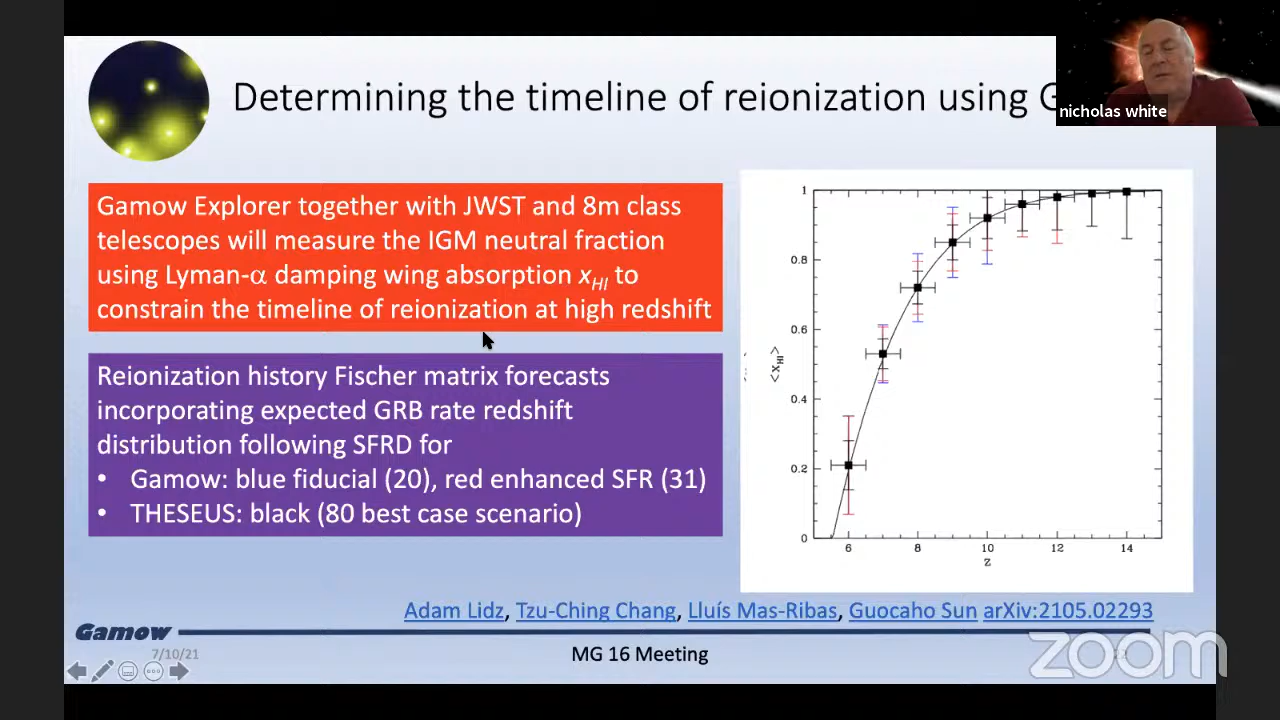 Determining the timeline of reionization using G
nicholas white
Gamow Explorer together with JWST and 8m class
telescopes will measure the IGM neutral fraction
using Lyman-α damping wing absorption xHI to
constrain the timeline of reionization at high redshift
Reionization history Fischer matrix forecasts
incorporating expected GRB rate redshift
distribution following SFRD for
• Gamow: blue fiducial (20), red enhanced SFR (31)
• THESEUS: black (80 best case scenario)
1
0.8
0.6
0.4
0.2
0
<xHI>
6 8 10 12 14
z
Adam Lidz, Tzu-Ching Chang, Lluís Mas-Ribas, Guocaho Sun arXiv:2105.02293
Gamow
7/10/21
MG 16 Meeting
zoom